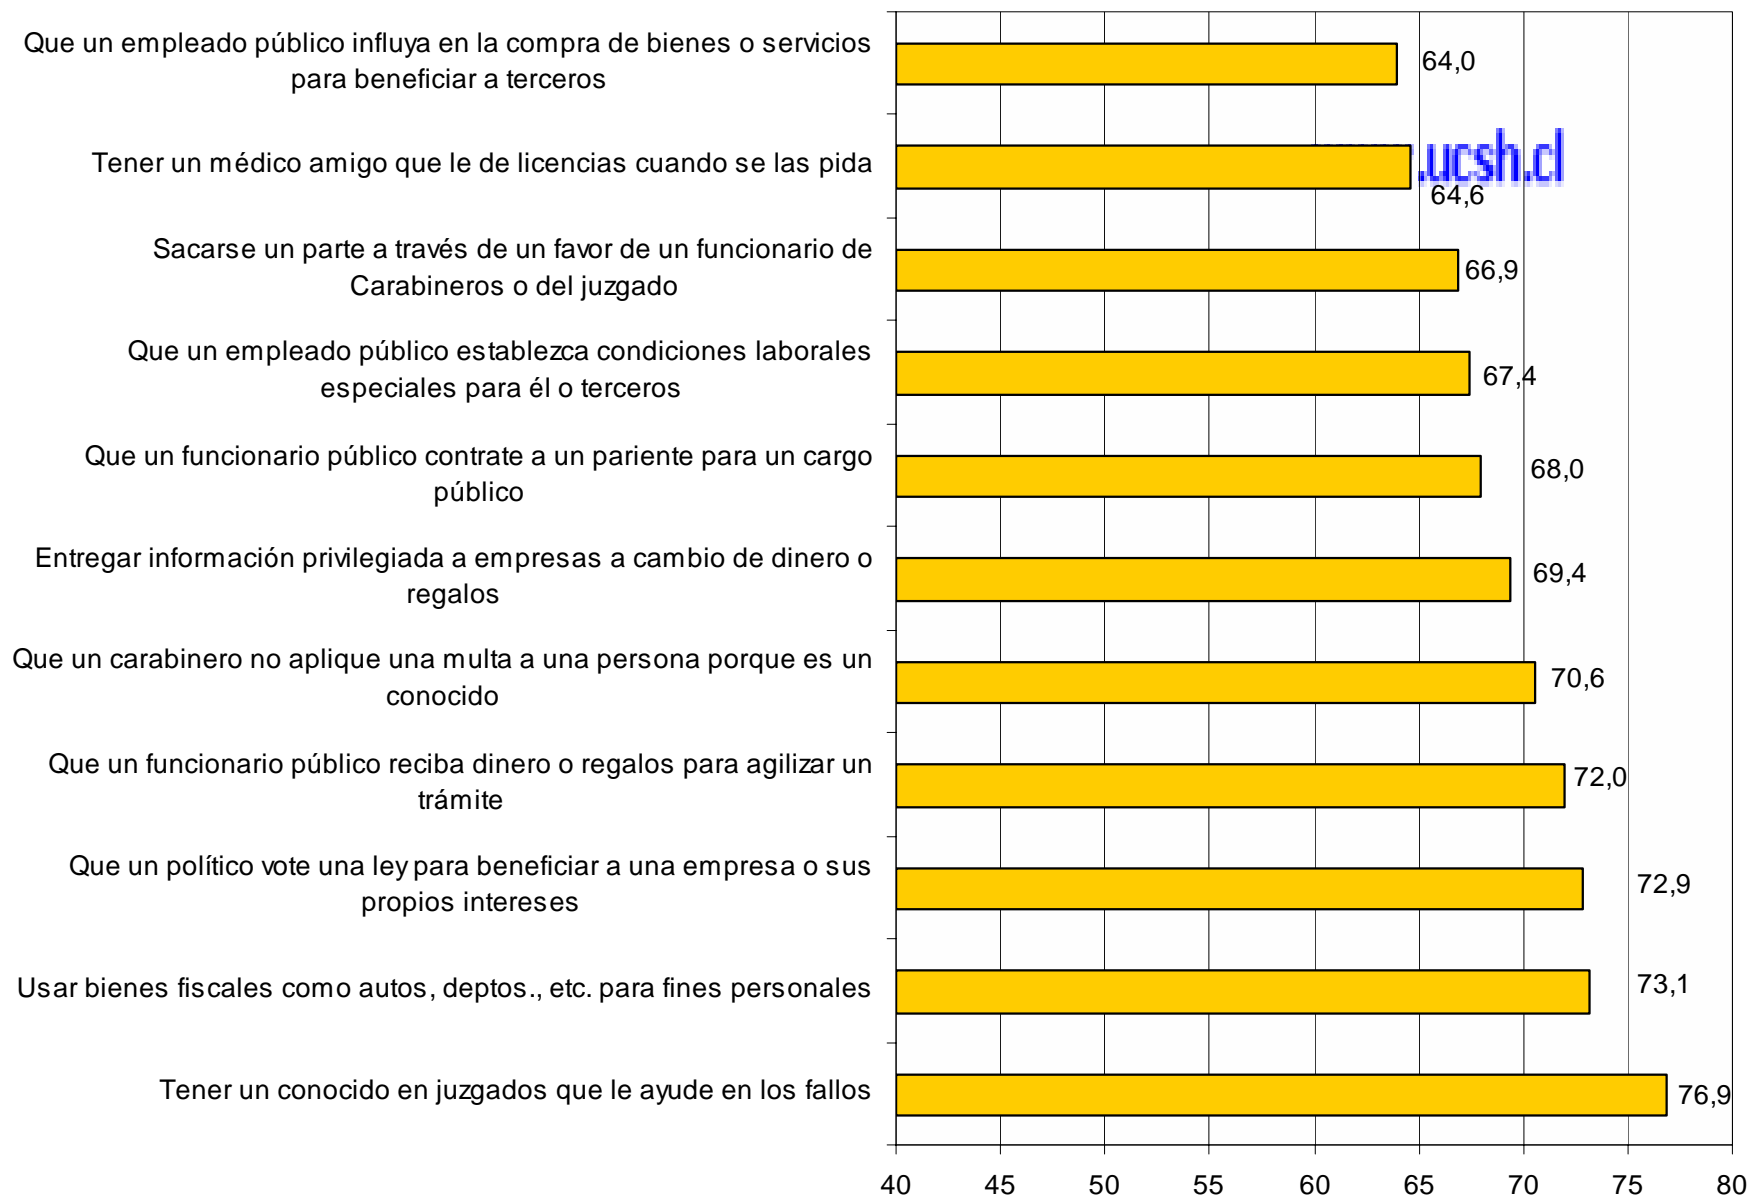 Que un empleado público influya en la compra de bienes o servicios
para beneficiar a terceros
64,0
.ucsh.cl
Tener un médico amigo que le de licencias cuando se las pida
64,6
Sacarse un parte a través de un favor de un funcionario de
Carabineros o del juzgado
66,9
Que un empleado público establezca condiciones laborales
especiales para él o terceros
67,4
Que un funcionario público contrate a un pariente para un cargo
público
68,0
Entregar información privilegiada a empresas a cambio de dinero o
regalos
69,4
Que un carabinero no aplique una multa a una persona porque es un
conocido
70,6
Que un funcionario público reciba dinero o regalos para agilizar un
trámite
72,0
Que un político vote una ley para beneficiar a una empresa o sus
propios intereses
72,9
Usar bienes fiscales como autos, deptos., etc. para fines personales
73,1
Tener un conocido en juzgados que le ayude en los fallos
76,9
40 45 50 55 60 65 70 75 80